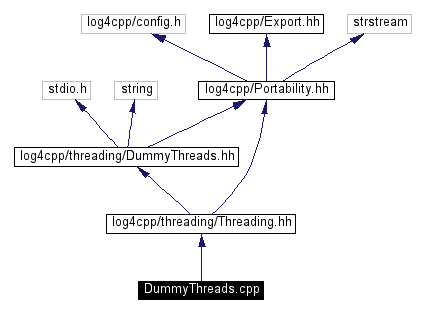 log4cpp/config.h
log4cpp/Export.hh
strstream
stdio.h
string
log4cpp/Portability.hh
log4cpp/threading/DummyThreads.hh
log4cpp/threading/Threading.hh
DummyThreads.cpp